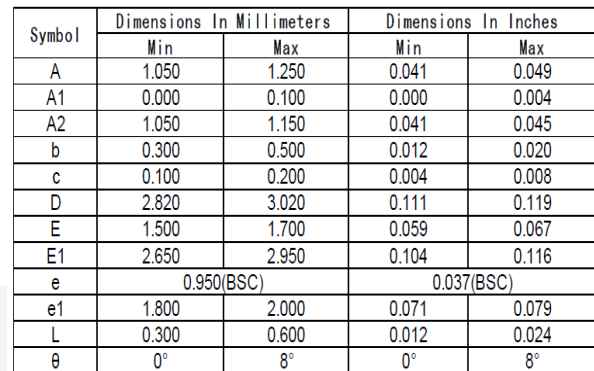 Symbol Dimensions In Millimeters Dimensions In Inches
Min Max Min Max
A 1.050 1.250 0.041 0.049
A1 0.000 0.100 0.000 0.004
A2 1.050 1.150 0.041 0.045
b 0.300 0.500 0.012 0.020
c 0.100 0.200 0.004 0.008
D 2.820 3.020 0.111 0.119
E 1.500 1.700 0.059 0.067
E1 2.650 2.950 0.104 0.116
e 0.950(BSC) 0.037(BSC)
e1 1.800 2.000 0.071 0.079
L 0.300 0.600 0.012 0.024
θ 0° 8° 0° 8°